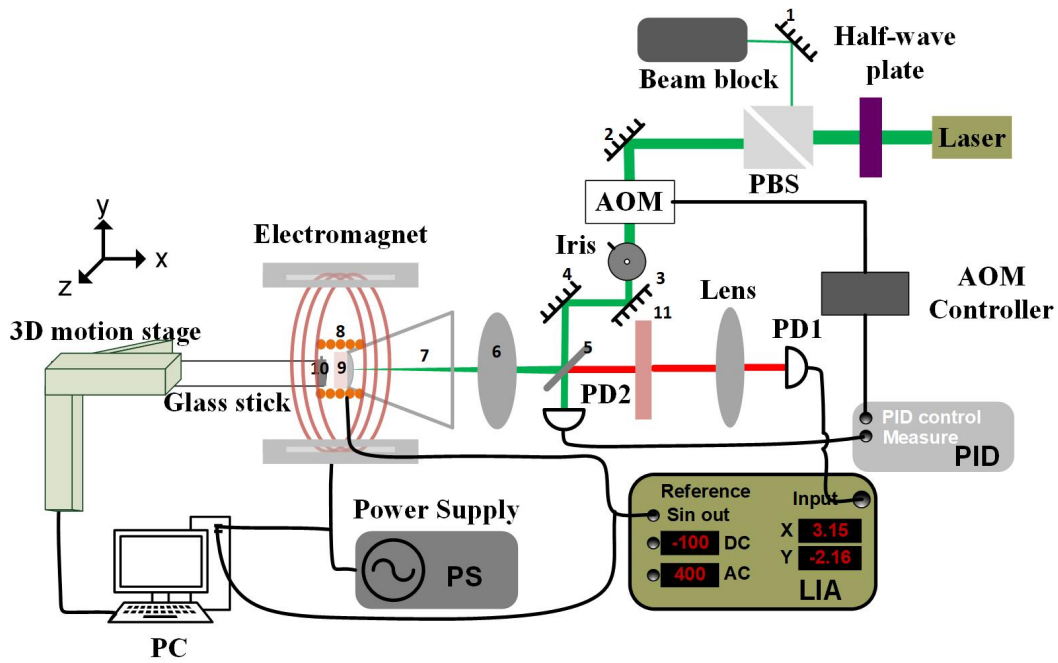 1
Half-wave
plate
Beam block
2
Laser
PBS
AOM
y
x
z
Electromagnet
Iris
4
3
Lens
AOM
Controller
3D motion stage
8
11
PD1
10
9
7
6
5
Glass stick
PD2
PID control
Measure
PID
Reference
Sin out
Input
-100 DC
X 3.15
Y -2.16
400 AC
LIA
Power Supply
PS
PC